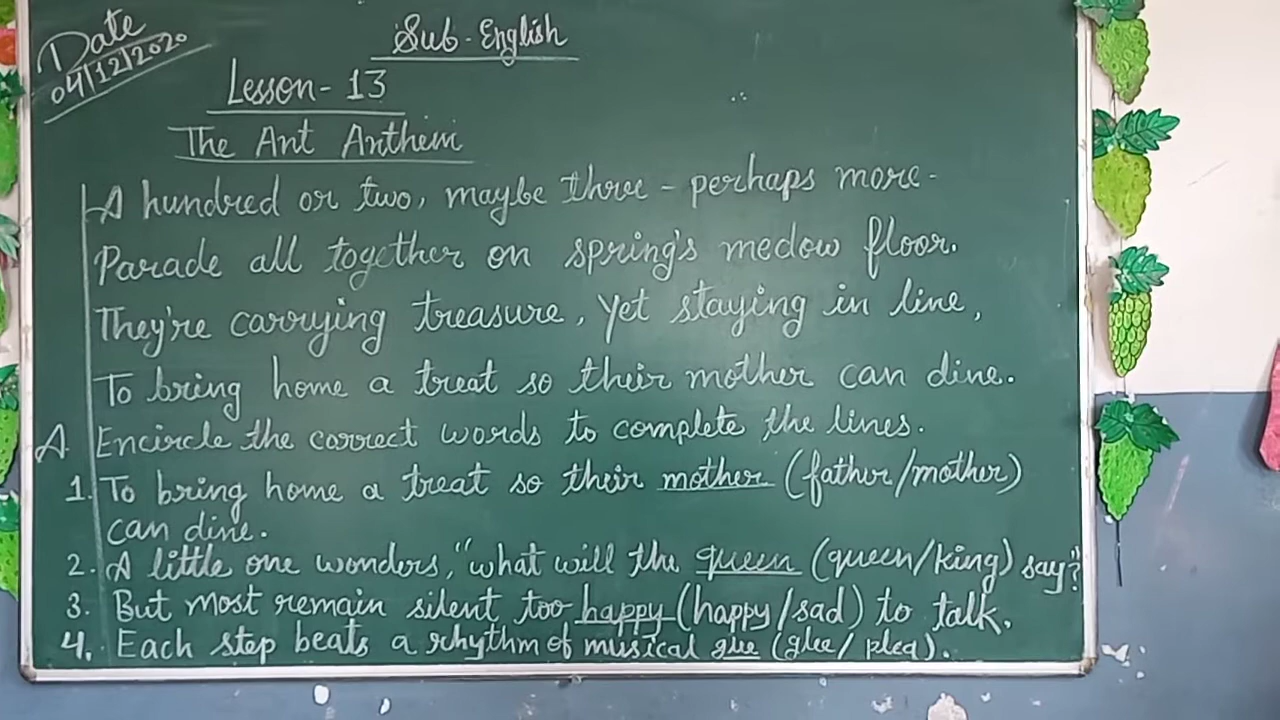 Date
04/12/2020
Sub - English
Lesson - 13
The Ant Anthem
A hundred or two, maybe three - perhaps more -
Parade all together on spring's medow floor.
They're carrying treasure, yet staying in line,
To bring home a treat so their mother can dine.
A. Encircle the correct words to complete the lines.
1. To bring home a treat so their mother (father/mother)
can dine.
2. A little one wonders, "what will the queen (queen/king) say?"
3. But most remain silent too happy (happy/sad) to talk.
4. Each step beats a rhythm of musical glee (glee/plea).